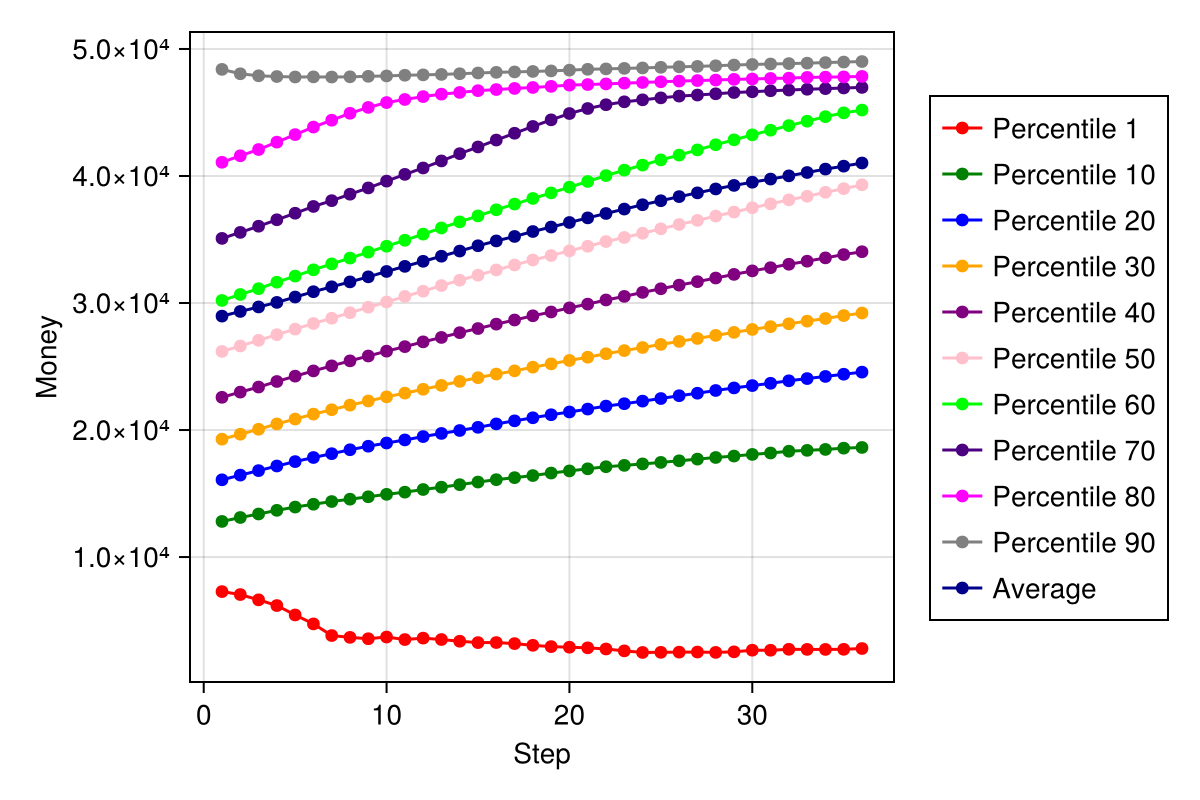 5.0×10⁴
4.0×10⁴
3.0×10⁴
2.0×10⁴
1.0×10⁴
Money
0 10 20 30
Step
Percentile 1
Percentile 10
Percentile 20
Percentile 30
Percentile 40
Percentile 50
Percentile 60
Percentile 70
Percentile 80
Percentile 90
Average